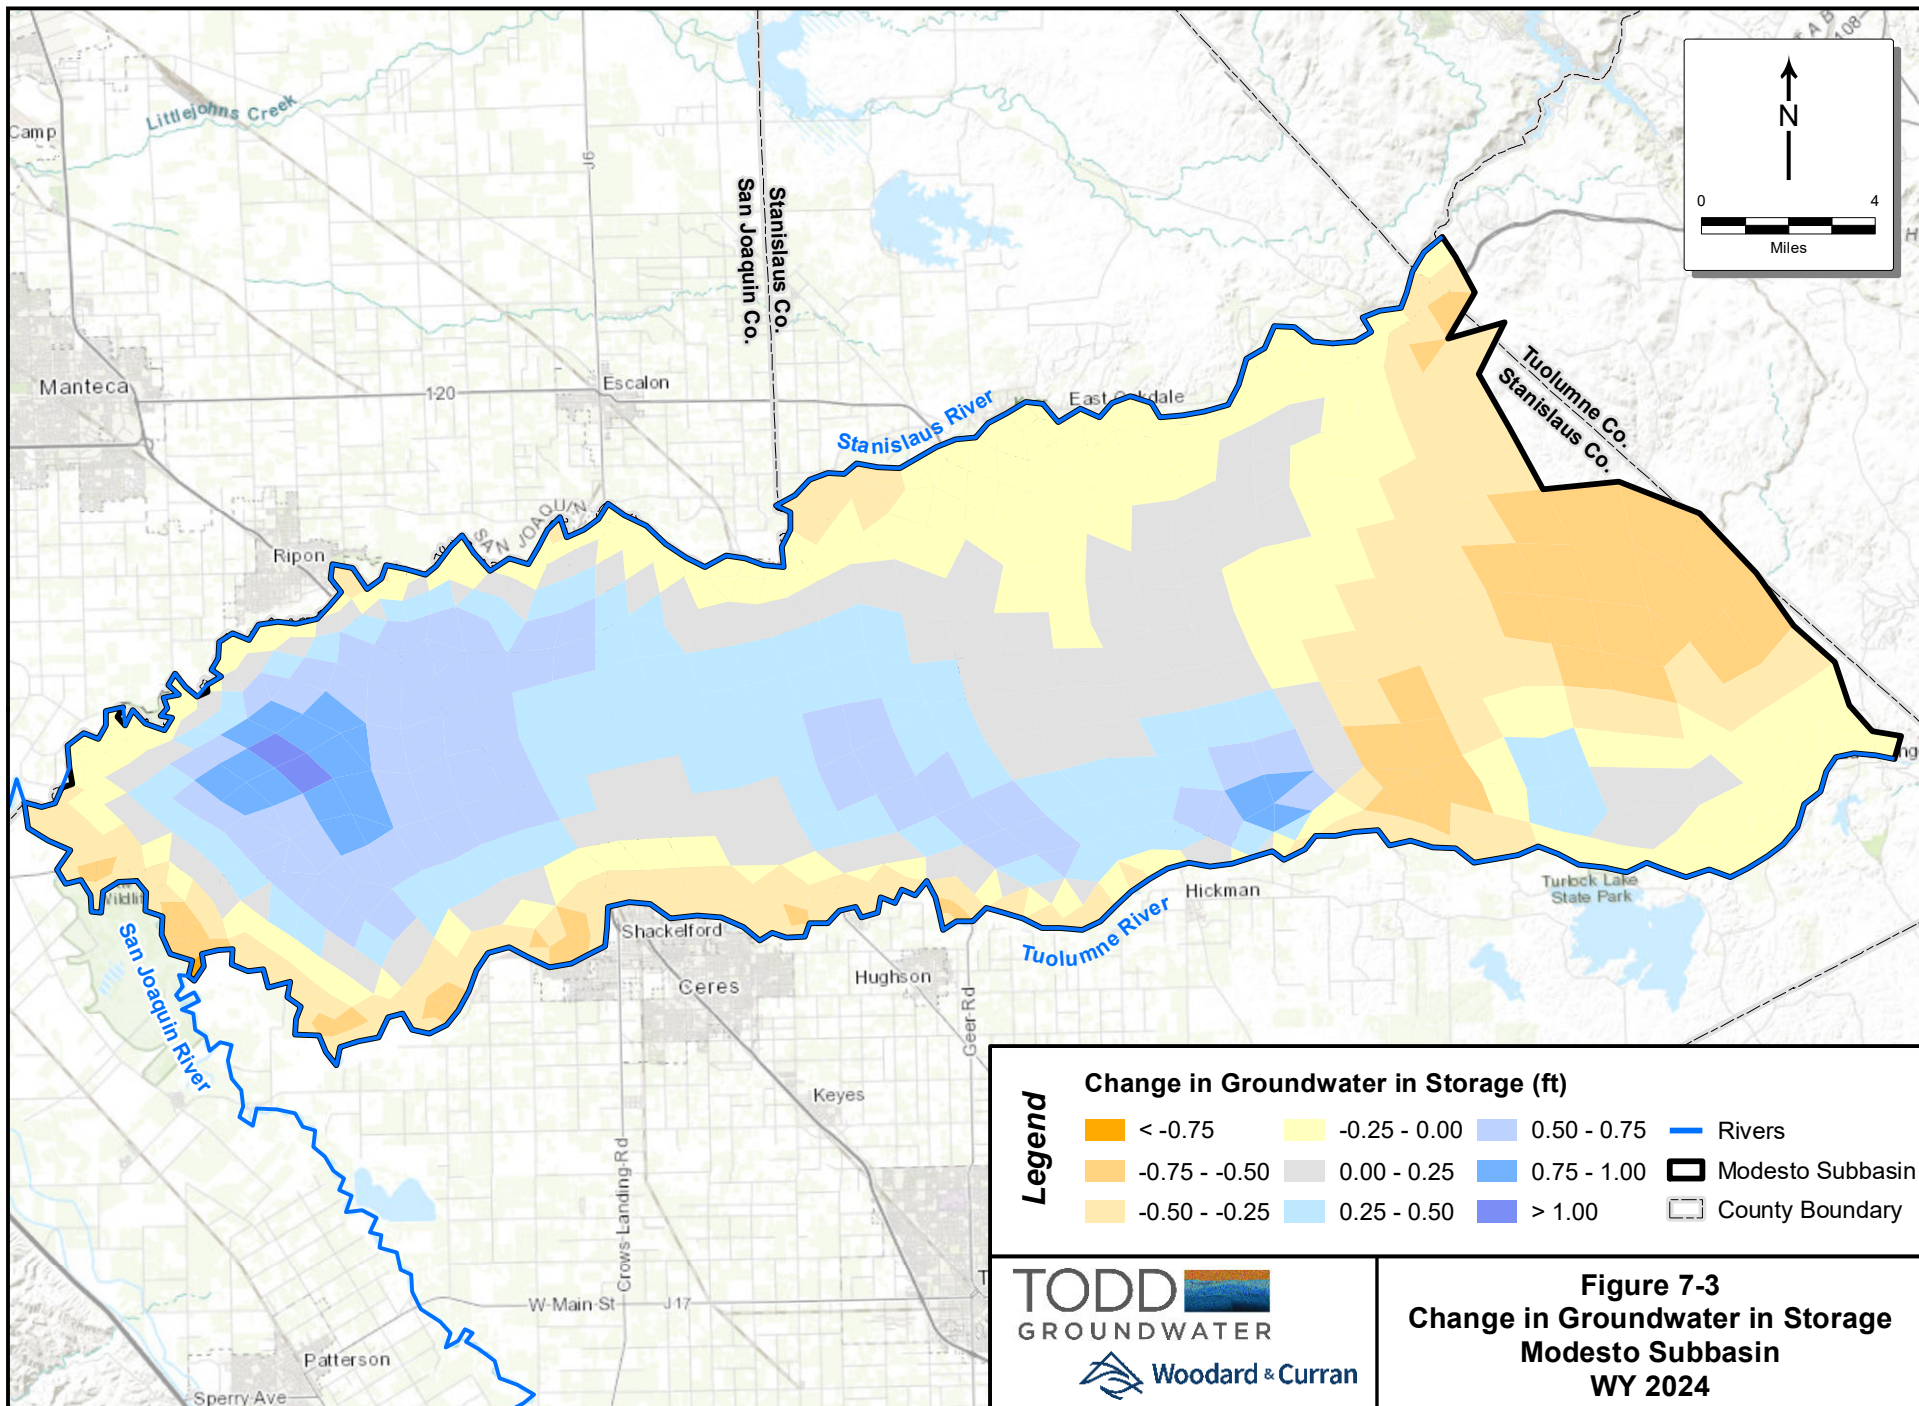 Littlejohns Creek
Camp
J6
San Joaquin Co.
Stanislaus Co.
108
N
0 4
Miles
Manteca
120
Escalon
East Oakdale
Stanislaus River
Tuolumne Co.
Stanislaus Co.
SAN JOAQUIN
Ripon
San Joaquin River
Shackelford
Ceres
Hughson
Geer-Rd
Tuolumne River
Hickman
Turlock Lake
State Park
Keyes
Crows-Landing-Rd
W-Main-St
J17
Patterson
Sperry Ave
Legend
Change in Groundwater in Storage (ft)
< -0.75 -0.25 - 0.00 0.50 - 0.75 Rivers
-0.75 - -0.50 0.00 - 0.25 0.75 - 1.00 Modesto Subbasin
-0.50 - -0.25 0.25 - 0.50 > 1.00 County Boundary
TODD
GROUNDWATER
Woodard & Curran
Figure 7-3
Change in Groundwater in Storage
Modesto Subbasin
WY 2024